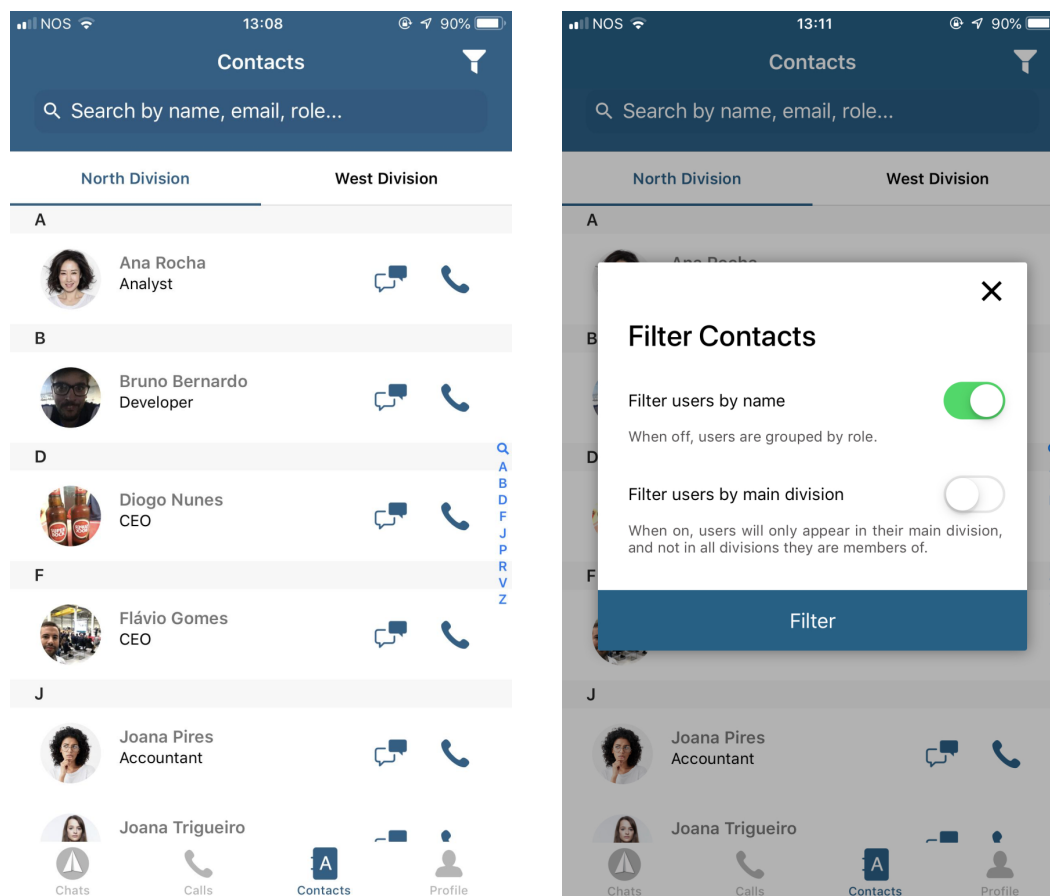 NOS 13:08 90%
Contacts
Search by name, email, role...
North Division West Division
A
Ana Rocha
Analyst
B
Bruno Bernardo
Developer
D
Diogo Nunes
CEO
F
Flávio Gomes
CEO
J
Joana Pires
Accountant
Joana Trigueiro
A
B
D
F
J
P
R
V
Z
A
Chats Calls Contacts Profile
NOS 13:11 90%
Contacts
Search by name, email, role...
North Division West Division
A
Ana Rocha
B
Filter Contacts
Filter users by name
When off, users are grouped by role.
D
Filter users by main division
When on, users will only appear in their main division,
and not in all divisions they are members of.
F
Filter
J
Joana Pires
Accountant
Joana Trigueiro
A
Chats Calls Contacts Profile